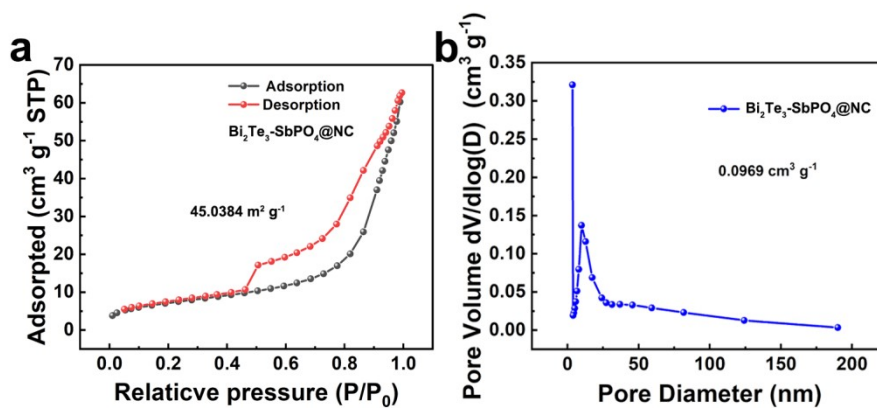 a
Adsorpted (cm³ g⁻¹ STP)
70
60
50
40
30
20
10
0
Adsorption
Desorption
Bi₂Te₃-SbPO₄@NC
45.0384 m² g⁻¹
0.0 0.2 0.4 0.6 0.8 1.0
Relaticve pressure (P/P₀)
b
Pore Volume dV/dlog(D) (cm³ g⁻¹)
0.35
0.30
0.25
0.20
0.15
0.10
0.05
0.00
Bi₂Te₃-SbPO₄@NC
0.0969 cm³ g⁻¹
0 50 100 150 200
Pore Diameter (nm)